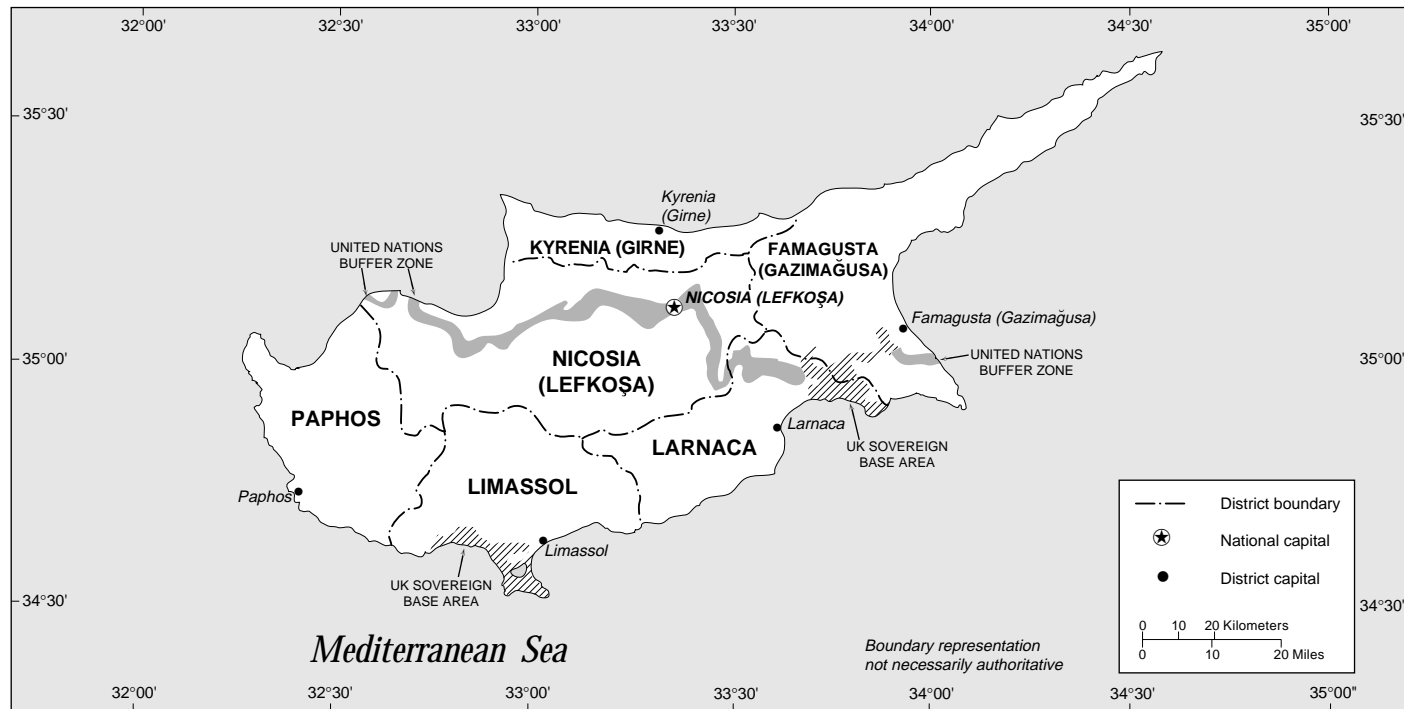 32°00'
32°30'
33°00'
33°30'
34°00'
34°30'
35°00'
35°30'
35°30'
Kyrenia
(Girne)
KYRENIA (GIRNE)
FAMAGUSTA
(GAZIMAĞUSA)
UNITED NATIONS
BUFFER ZONE
NICOSIA (LEFKOŞA)
Famagusta (Gazimağusa)
35°00'
35°00'
UNITED NATIONS
BUFFER ZONE
NICOSIA
(LEFKOŞA)
PAPHOS
LARNACA
Larnaca
UK SOVEREIGN
BASE AREA
LIMASSOL
Paphos
Limassol
UK SOVEREIGN
BASE AREA
34°30'
34°30'
Mediterranean Sea
Boundary representation
not necessarily authoritative
District boundary
National capital
District capital
0 10 20 Kilometers
0 10 20 Miles
32°00'
32°30'
33°00'
33°30'
34°00'
34°30'
35°00'